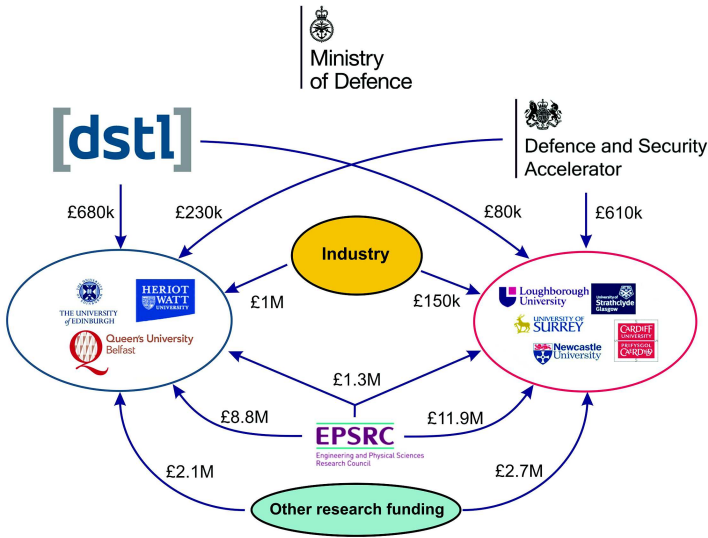 Ministry
of Defence
[dstl]
Defence and Security
Accelerator
£680k
£230k
£80k
£610k
Industry
£1M
£150k
THE UNIVERSITY
of EDINBURGH
HERIOT
WATT
UNIVERSITY
Queen's University
Belfast
Loughborough
University
University of
Strathclyde
Glasgow
UNIVERSITY OF
SURREY
CARDIFF
UNIVERSITY
PRIFYSGOL
CAERDYDD
Newcastle
University
£1.3M
£8.8M
£11.9M
EPSRC
Engineering and Physical Sciences
Research Council
£2.1M
£2.7M
Other research funding